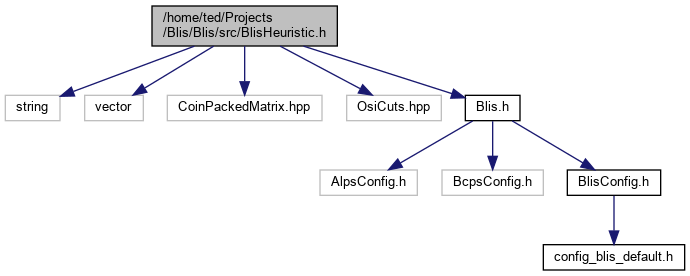 /home/ted/Projects
/Blis/Blis/src/BlisHeuristic.h
string
vector
CoinPackedMatrix.hpp
OsiCuts.hpp
Blis.h
AlpsConfig.h
BcpsConfig.h
BlisConfig.h
config_blis_default.h